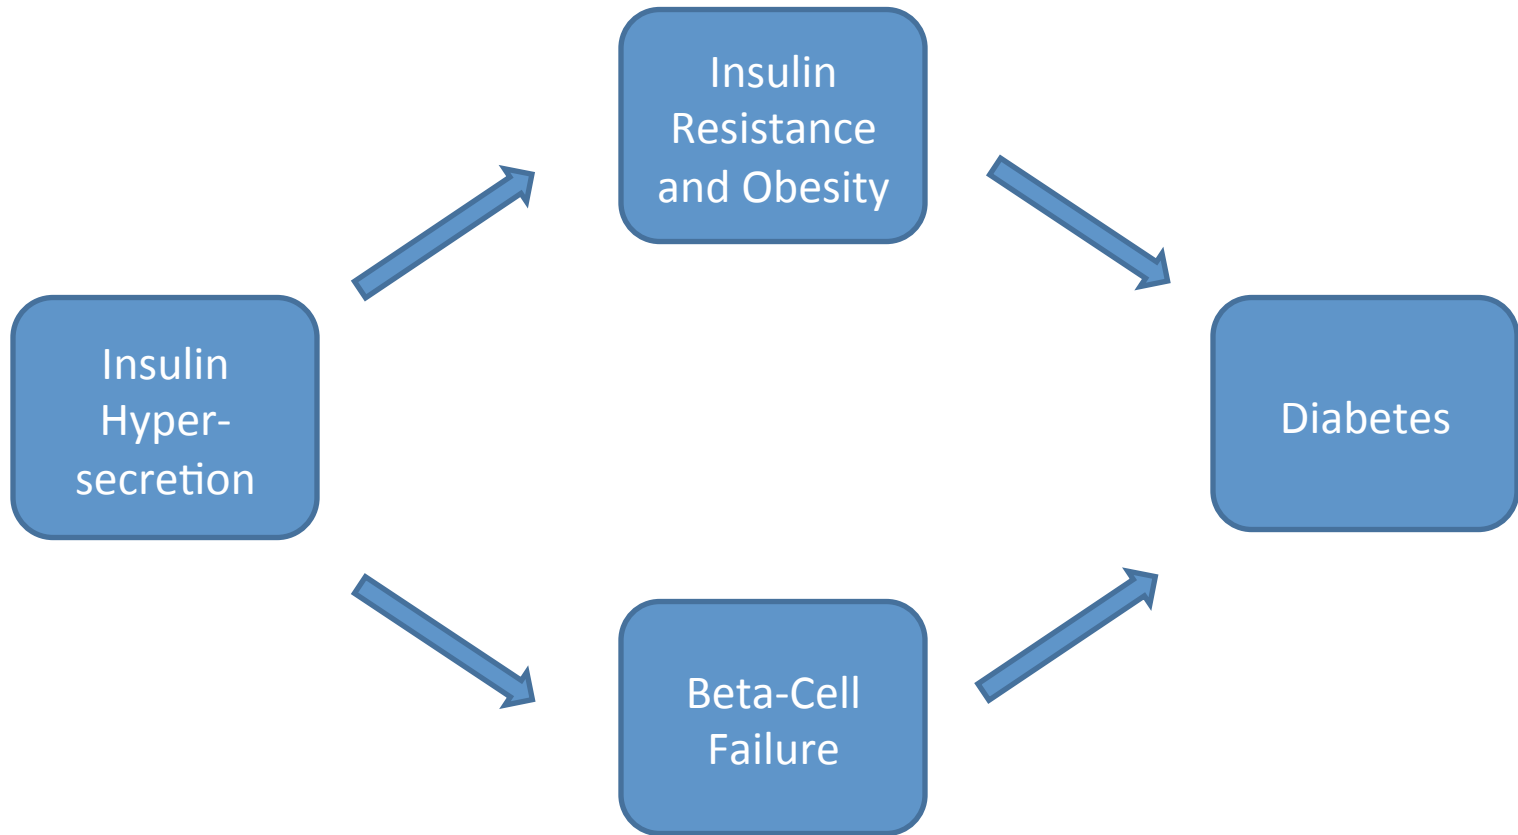 Insulin
Resistance
and Obesity
Insulin
Hyper-
secretion
Diabetes
Beta-Cell
Failure